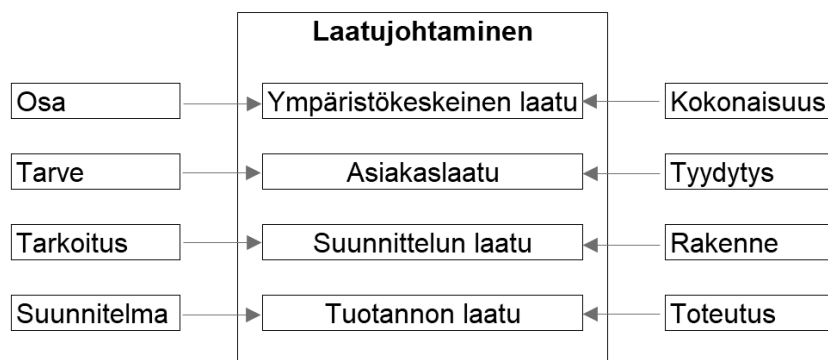 Laatujohtaminen
Osa
Ympäristökeskeinen laatu
Kokonaisuus
Tarve
Asiakaslaatu
Tyydytys
Tarkoitus
Suunnittelun laatu
Rakenne
Suunnitelma
Tuotannon laatu
Toteutus